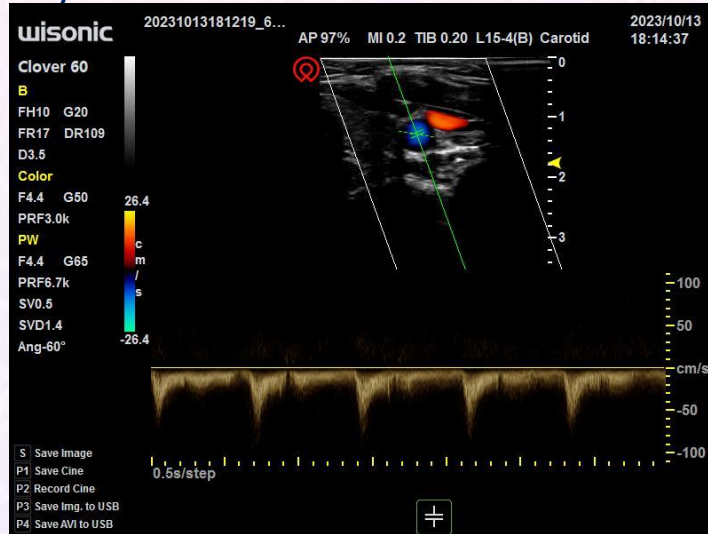 wisonic
20231013181219_6...
AP 97% MI 0.2 TIB 0.20 L15-4(B) Carotid
2023/10/13
18:14:37
Clover 60
B
FH10 G20
FR17 DR109
D3.5
Color
F4.4 G50
PRF3.0k
PW
F4.4 G65
PRF6.7k
SV0.5
SVD1.4
Ang-60°
26.4
c
m
/
s
-26.4
0
1
2
3
100
50
cm/s
-50
-100
0.5s/step
S Save Image
P1 Save Cine
P2 Record Cine
P3 Save Img. to USB
P4 Save AVI to USB